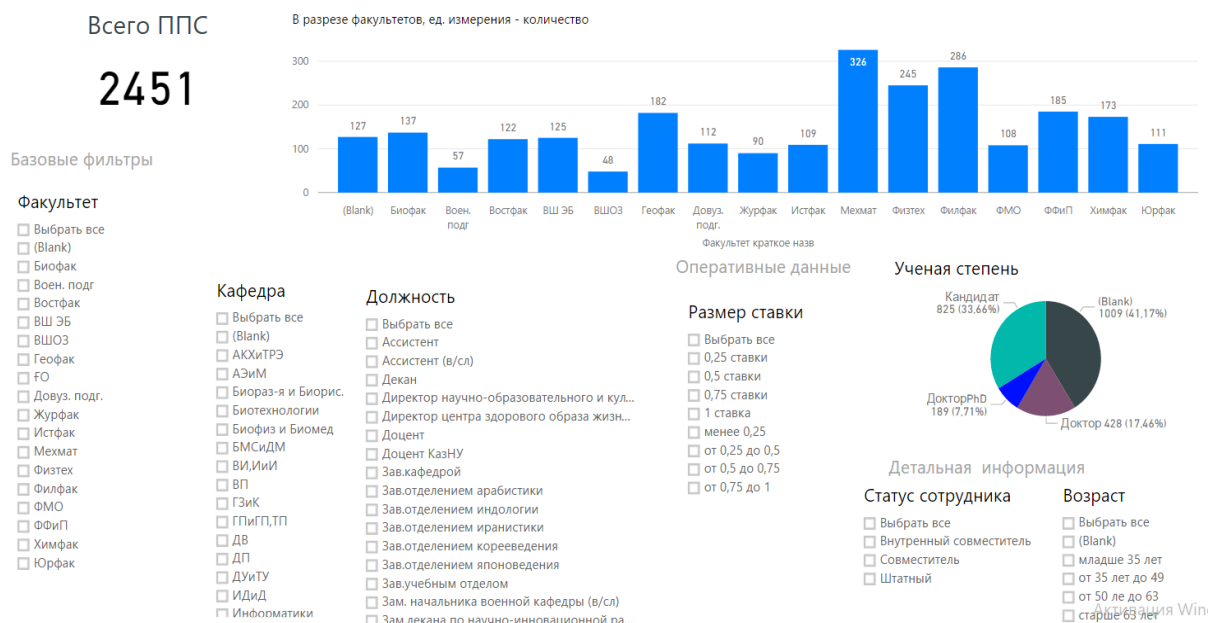 Всего ППС
2451
В разрезе факультетов, ед. измерения - количество
300
200
100
0
127
137
57
122
125
48
182
112
90
109
326
245
286
108
185
173
111
(Blank)
Биофак
Воен.
подг
Востфак
ВШ ЭБ
ВШОЗ
Геофак
Довуз.
подг.
Журфак
Истфак
Мехмат
Физтех
Филфак
ФМО
ФФиП
Химфак
Юрфак
Факультет краткое назв
Базовые фильтры
Факультет
Выбрать все
(Blank)
Биофак
Воен. подг
Востфак
ВШ ЭБ
ВШОЗ
Геофак
ҒО
Довуз. подг.
Журфак
Истфак
Мехмат
Физтех
Филфак
ФМО
ФФиП
Химфак
Юрфак
Кафедра
Выбрать все
(Blank)
АКХиТРЭ
АЭиМ
Биораз-я и Биорис.
Биотехнологии
Биофиз и Биомед
БМСиДМ
ВИ,ИиИ
ВП
ГЗиК
ГПиГП,ТП
ДВ
ДП
ДУиТУ
ИДиД
Информатики
Должность
Выбрать все
Ассистент
Ассистент (в/сл)
Декан
Директор научно-образовательного и кул...
Директор центра здорового образа жизн...
Доцент
Доцент КазНУ
Зав.кафедрой
Зав.отделением арабистики
Зав.отделением индологии
Зав.отделением иранистики
Зав.отделением корееведения
Зав.отделением японоведения
Зав.учебным отделом
Зам. начальника военной кафедры (в/сл)
Зам.декана по научно-инновационной ра...
Оперативные данные
Размер ставки
Выбрать все
0,25 ставки
0,5 ставки
0,75 ставки
1 ставка
менее 0,25
от 0,25 до 0,5
от 0,5 до 0,75
от 0,75 до 1
Ученая степень
Кандидат
825 (33,66%)
(Blank)
1009 (41,17%)
ДокторPhD
189 (7,71%)
Доктор 428 (17,46%)
Детальная информация
Статус сотрудника
Выбрать все
Внутренный совместитель
Совместитель
Штатный
Возраст
Выбрать все
(Blank)
младше 35 лет
от 35 лет до 49
от 50 ле до 63
старше 63 лет
Активация Wind